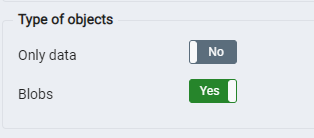 Type of objects
Only data No
Blobs Yes